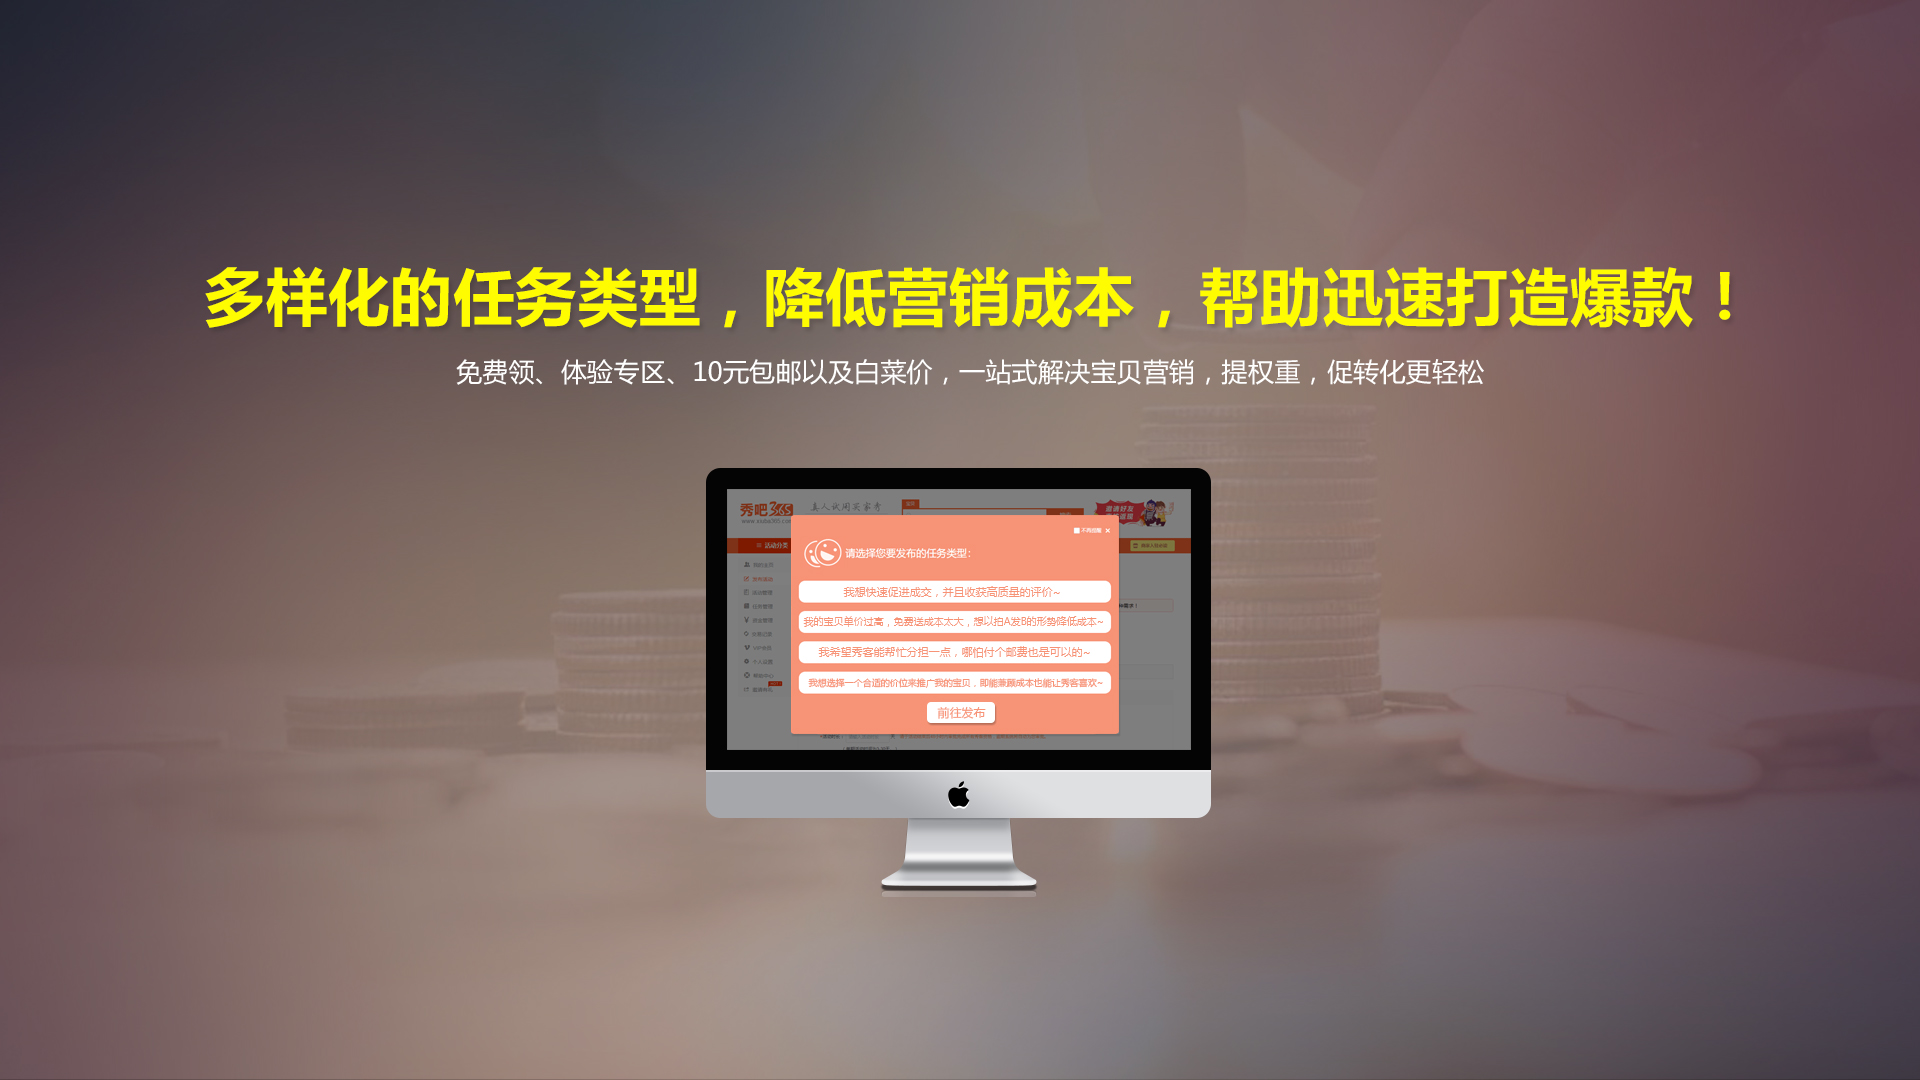 多样化的任务类型，降低营销成本，帮助迅速打造爆款！
免费领、体验专区、10元包邮以及白菜价，一站式解决宝贝营销，提权重，促转化更轻松
秀吧365
真人试用买家秀
邀请好友
不再提醒
活动分类
请选择您要发布的任务类型：
我想快速促进成交，并且收获高质量的评价~
我的宝贝单价过高，免费送成本太大，想以拍A发B的形势降低成本~
我希望秀客能帮忙分担一点，哪怕付个邮费也是可以的~
我想选择一个合适的价位来推广我的宝贝，即能兼顾成本也能让秀客喜欢~
前往发布